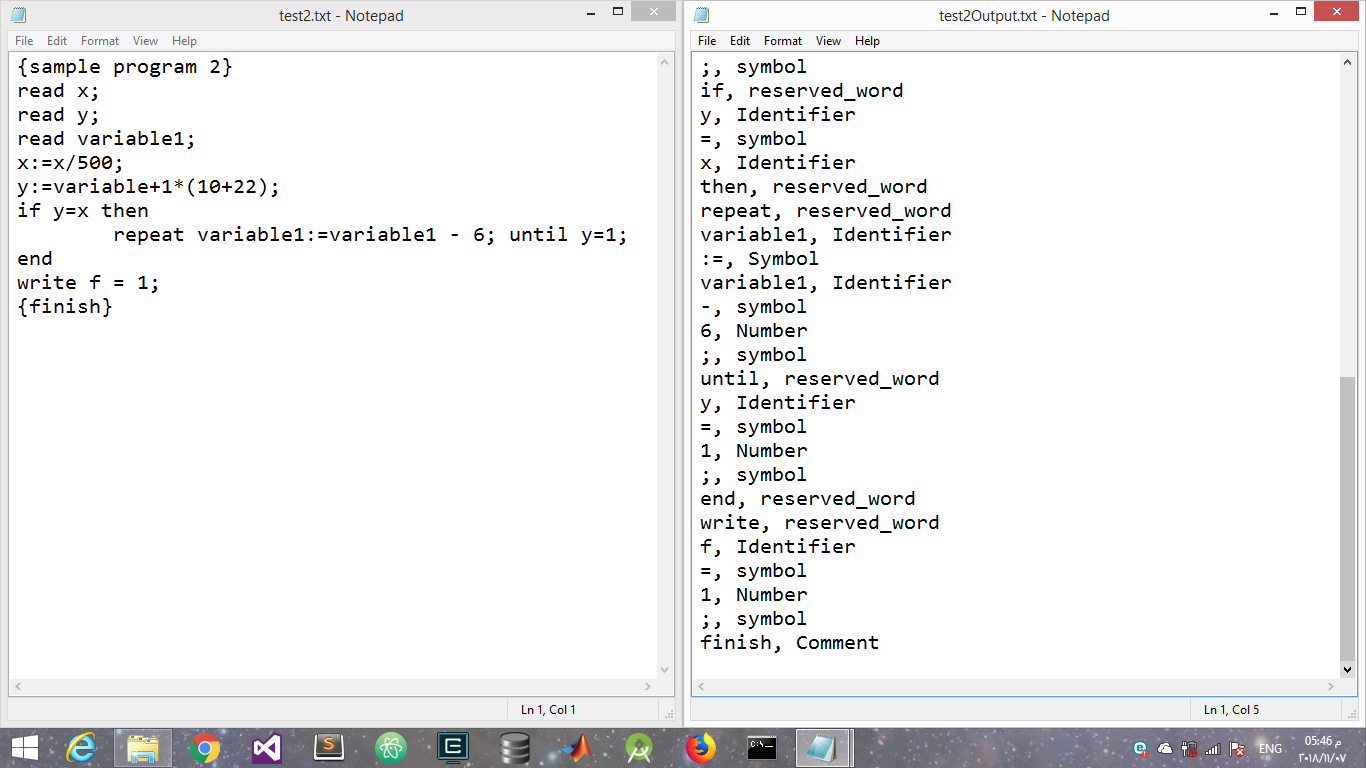 test2.txt - Notepad
File Edit Format View Help
{sample program 2}
read x;
read y;
read variable1;
x:=x/500;
y:=variable+1*(10+22);
if y=x then
repeat variable1:=variable1 - 6; until y=1;
end
write f = 1;
{finish}
Ln 1, Col 1
test2Output.txt - Notepad
File Edit Format View Help
;, symbol
if, reserved_word
y, Identifier
=, symbol
x, Identifier
then, reserved_word
repeat, reserved_word
variable1, Identifier
:=, Symbol
variable1, Identifier
-, symbol
6, Number
;, symbol
until, reserved_word
y, Identifier
=, symbol
1, Number
;, symbol
end, reserved_word
write, reserved_word
f, Identifier
=, symbol
1, Number
;, symbol
finish, Comment
Ln 1, Col 5
ENG
05:46 م
٢٠١٨/١١/٠٧